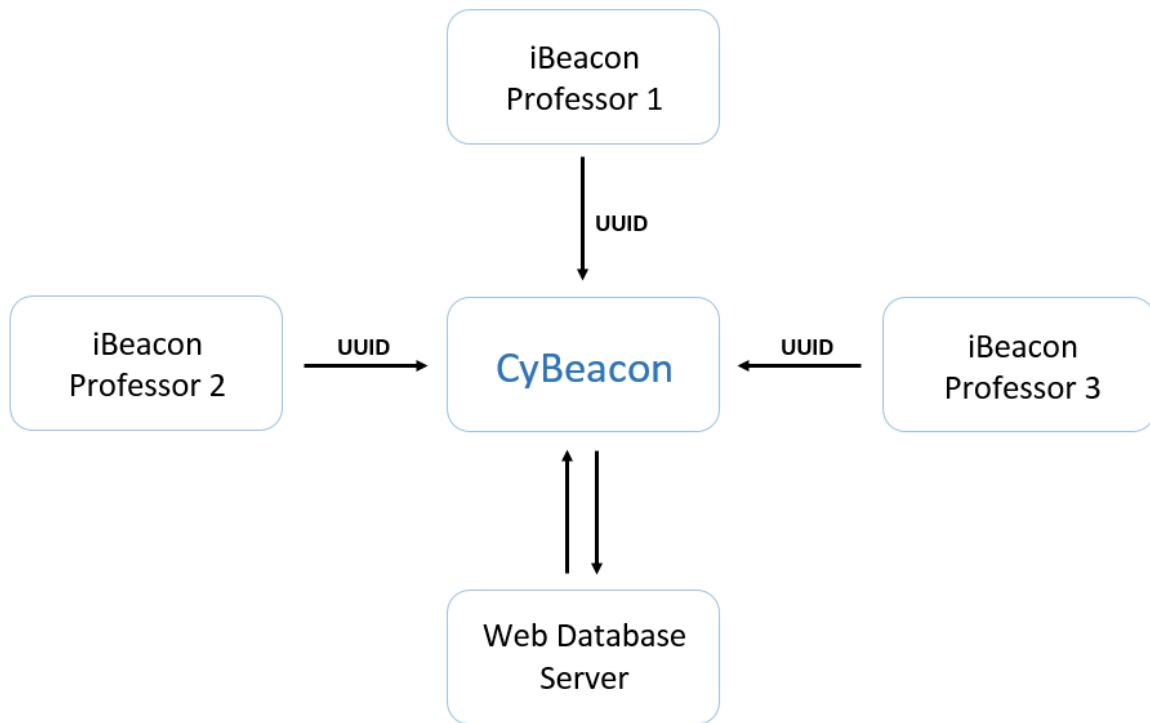 iBeacon
Professor 1
UUID
iBeacon
Professor 2
UUID
CyBeacon
UUID
iBeacon
Professor 3
Web Database
Server